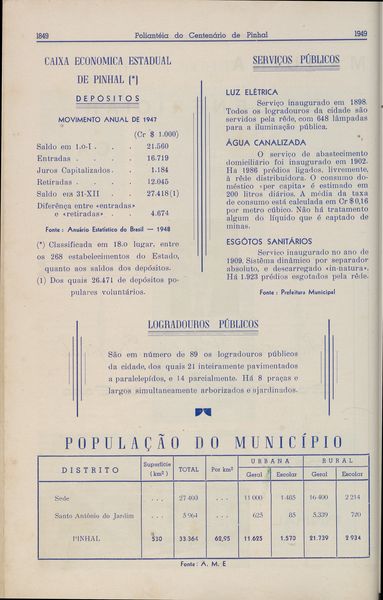 1849 Poliantéia do Centenário de Pinhal 1949
CAIXA ECONOMICA ESTADUAL
DE PINHAL (*)
DEPÓSITOS
MOVIMENTO ANUAL DE 1947
(Cr $ 1.000)
Saldo em 1.o-I . . . 21.560
Entradas . . . . 16.719
Juros Capitalizados. . 1.184
Retiradas . . . . 12.045
Saldo em 31-XII . . 27.418(1)
Diferença entre «entradas»
e «retiradas» . . 4.674
Fonte: Anuário Estatístico do Brasil — 1948
(*) Classificada em 18.o lugar, entre
os 268 estabelecimentos do Estado,
quanto aos saldos dos depósitos.
(1) Dos quais 26.471 de depósitos po-
pulares voluntários.
SERVIÇOS PÚBLICOS
LUZ ELÉTRICA
Serviço inaugurado em 1898.
Todos os logradouros da cidade são
servidos pela rêde, com 648 lâmpadas
para a iluminação pública.
ÁGUA CANALIZADA
O serviço de abastecimento
domiciliário foi inaugurado em 1902.
Ha 1986 prédios ligados, livremente,
à rêde distribuidora. O consumo do-
méstico «per capita» é estimado em
200 litros diários. A média da taxa
de consumo está calculada em Cr $ 0,16
por metro cúbico. Não há tratamento
algum do líquido que é captado de
minas.
ESGÔTOS SANITÁRIOS
Serviço inaugurado no ano de
1909. Sistêma dinâmico por separador
absoluto, e descarregado «in-natura».
Há 1.923 prédios esgotados pela rêde.
Fonte: Prefeitura Municipal
LOGRADOUROS PÚBLICOS
São em número de 89 os logradouros públicos
da cidade, dos quais 21 inteiramente pavimentados
a paralelepídos, e 14 parcialmente. Há 8 praças e
largos simultaneamente arborizados e ajardinados.
POPULAÇÃO DO MUNICÍPIO
DISTRITO Superfície (km²) TOTAL Por km² URBANA RURAL
Geral Escolar Geral Escolar
Sede . . . 27 400 . . . 11 000 1 485 16 400 2 214
Santo Antônio do Jardim . . . 5 964 . . . 625 85 5.339 720
PINHAL 530 33.364 62,95 11.625 1.570 21.739 2 934
Fonte: A. M. E